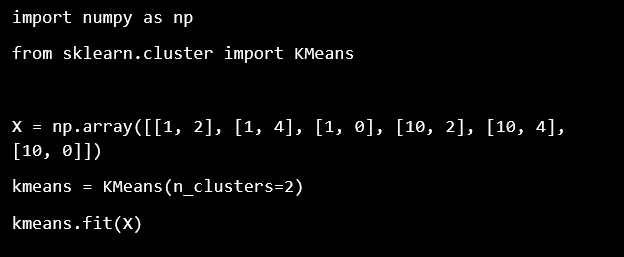 import numpy as np
from sklearn.cluster import KMeans
X = np.array([[1, 2], [1, 4], [1, 0], [10, 2], [10, 4],
[10, 0]])
kmeans = KMeans(n_clusters=2)
kmeans.fit(X)